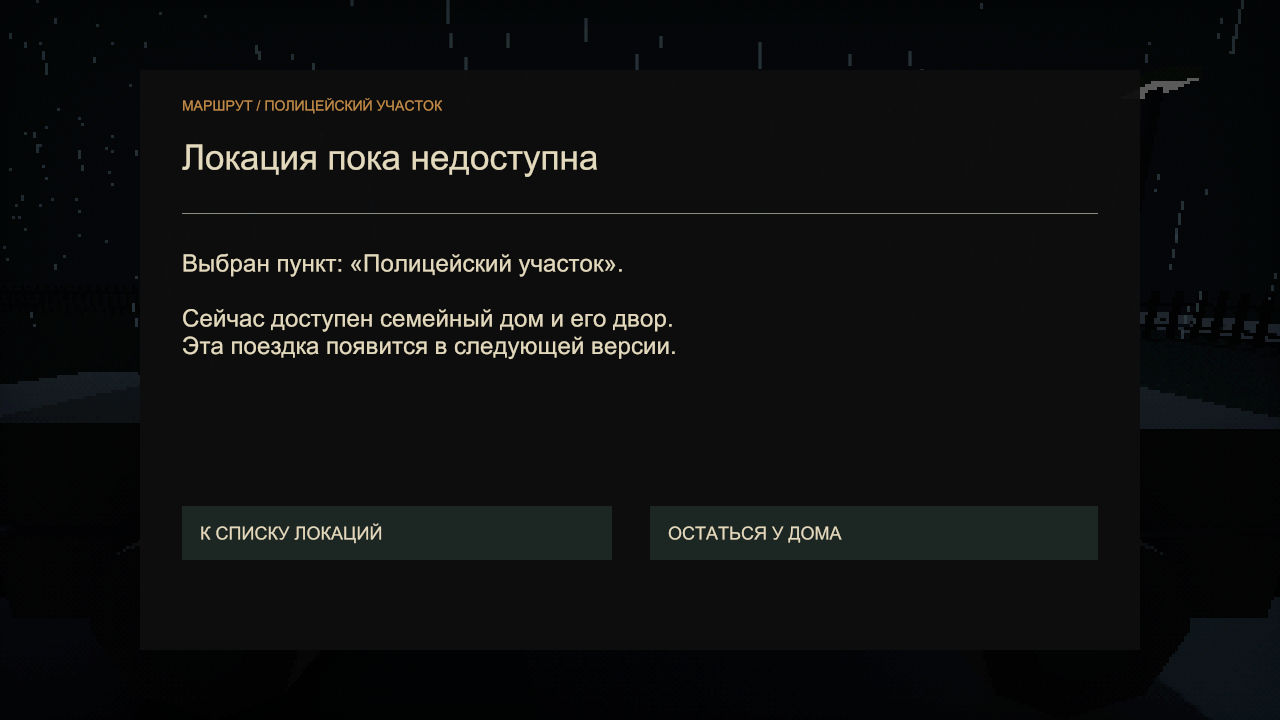 МАРШРУТ / ПОЛИЦЕЙСКИЙ УЧАСТОК
Локация пока недоступна
Выбран пункт: «Полицейский участок».
Сейчас доступен семейный дом и его двор.
Эта поездка появится в следующей версии.
К СПИСКУ ЛОКАЦИЙ
ОСТАТЬСЯ У ДОМА